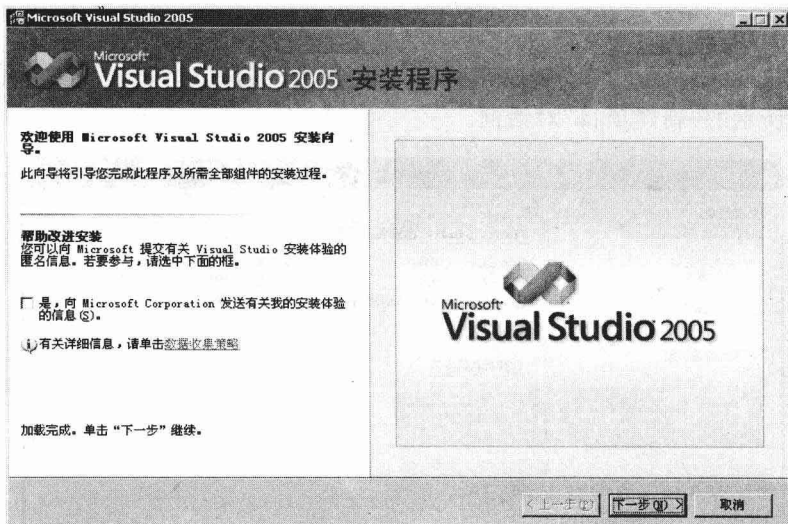 Microsoft Visual Studio 2005
Microsoft
Visual Studio 2005 安装程序
欢迎使用 Microsoft Visual Studio 2005 安装向
导。
此向导将引导您完成此程序及所需全部组件的安装过程。
帮助改进安装
您可以向 Microsoft 提交有关 Visual Studio 安装体验的
匿名信息。若要参与，请选中下面的框。
是，向 Microsoft Corporation 发送有关我的安装体验
的信息(S)。
有关详细信息，请单击数据收集策略
加载完成。单击“下一步”继续。
Microsoft
Visual Studio 2005
< 上一步(P)
下一步(N) >
取消